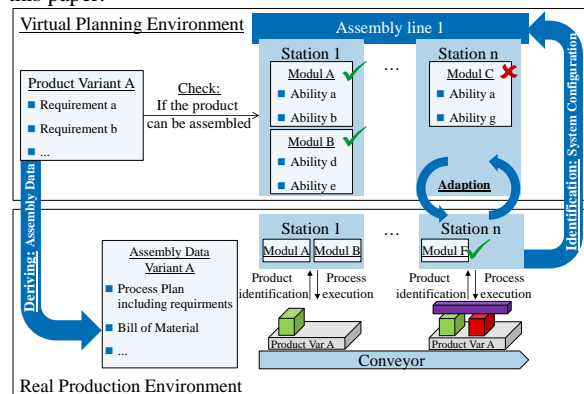 this paper.
Virtual Planning Environment
Assembly line 1
Station 1
...
Station n
Product Variant A
Requirement a
Requirement b
...
Check:
If the product
can be assembled
Modul A
Ability a
Ability b
Modul B
Ability d
Ability e
Modul C
Ability a
Ability g
Adaption
Identification: System Configuration
Deriving: Assembly Data
Assembly Data
Variant A
Process Plan
including requirments
Bill of Material
...
Station 1
...
Station n
Modul A
Modul B
Modul F
Product
identification
Process
execution
Product
identification
Process
execution
Product Var A
Product Var A
Conveyor
Real Production Environment